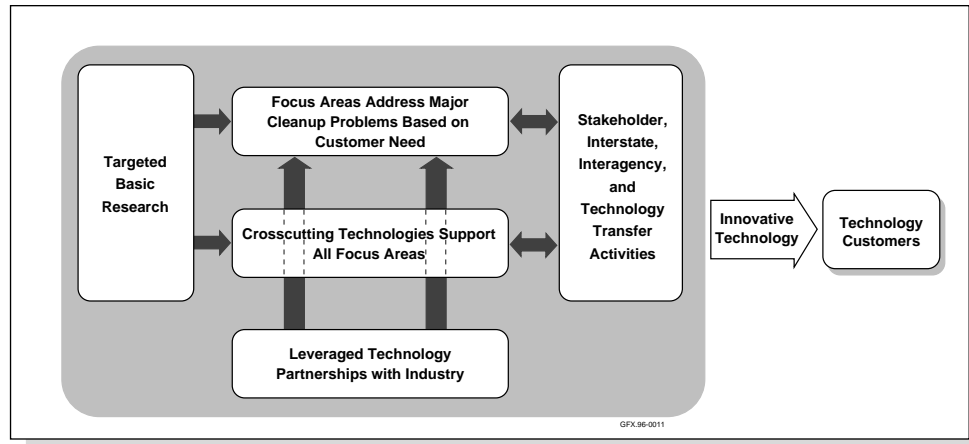 Targeted
Basic
Research
Focus Areas Address Major
Cleanup Problems Based on
Customer Need
Crosscutting Technologies Support
All Focus Areas
Leveraged Technology
Partnerships with Industry
Stakeholder,
Interstate,
Interagency,
and
Technology
Transfer
Activities
Innovative
Technology
Technology
Customers
GFX.96-0011